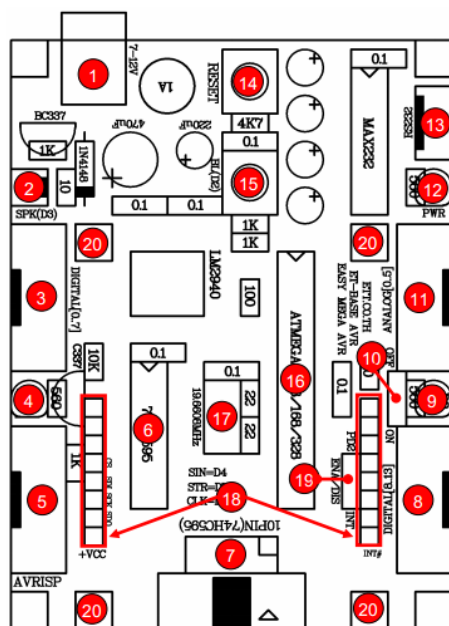 7-12V
1
1A
RESET
14
0.1
BC337
470uF
220uF
4K7
MAX232
RS232
13
1K
1N4148
0.1
BL(D2)
15
2
10
12
SPK(D3)
0.1
0.1
1K
PWR
20
1K
20
3
DIGITAL[0..7]
LM2940
100
ETT.CO.TH
ET-BASE AVR
EASY MEGA AVR
ANALOG[0..5]
11
10K
0.1
0.1
OFF
10
16
0.1
4
560
6
17
22
22
19.6608MHz
9
ON
PD2
1K
5
SIN=D4
18
19
ENA/DIS
INT
DIGITAL[8..13]
8
10PIN(74HC595)
+VCC
7
INT#
AVRISP
20
20